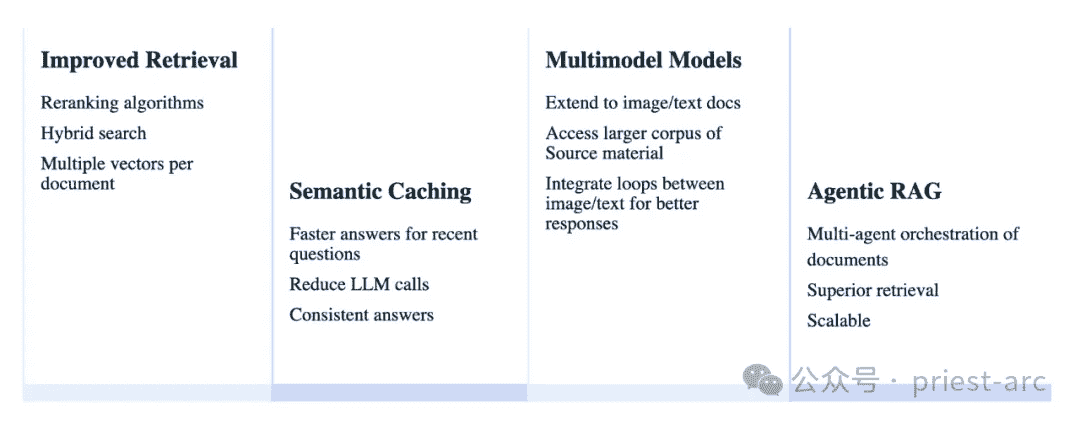 Improved Retrieval
Reranking algorithms
Hybrid search
Multiple vectors per
document
Semantic Caching
Faster answers for recent
questions
Reduce LLM calls
Consistent answers
Multimodel Models
Extend to image/text docs
Access larger corpus of
Source material
Integrate loops between
image/text for better
responses
Agentic RAG
Multi-agent orchestration of
documents
Superior retrieval
Scalable
公众号 · priest-arc